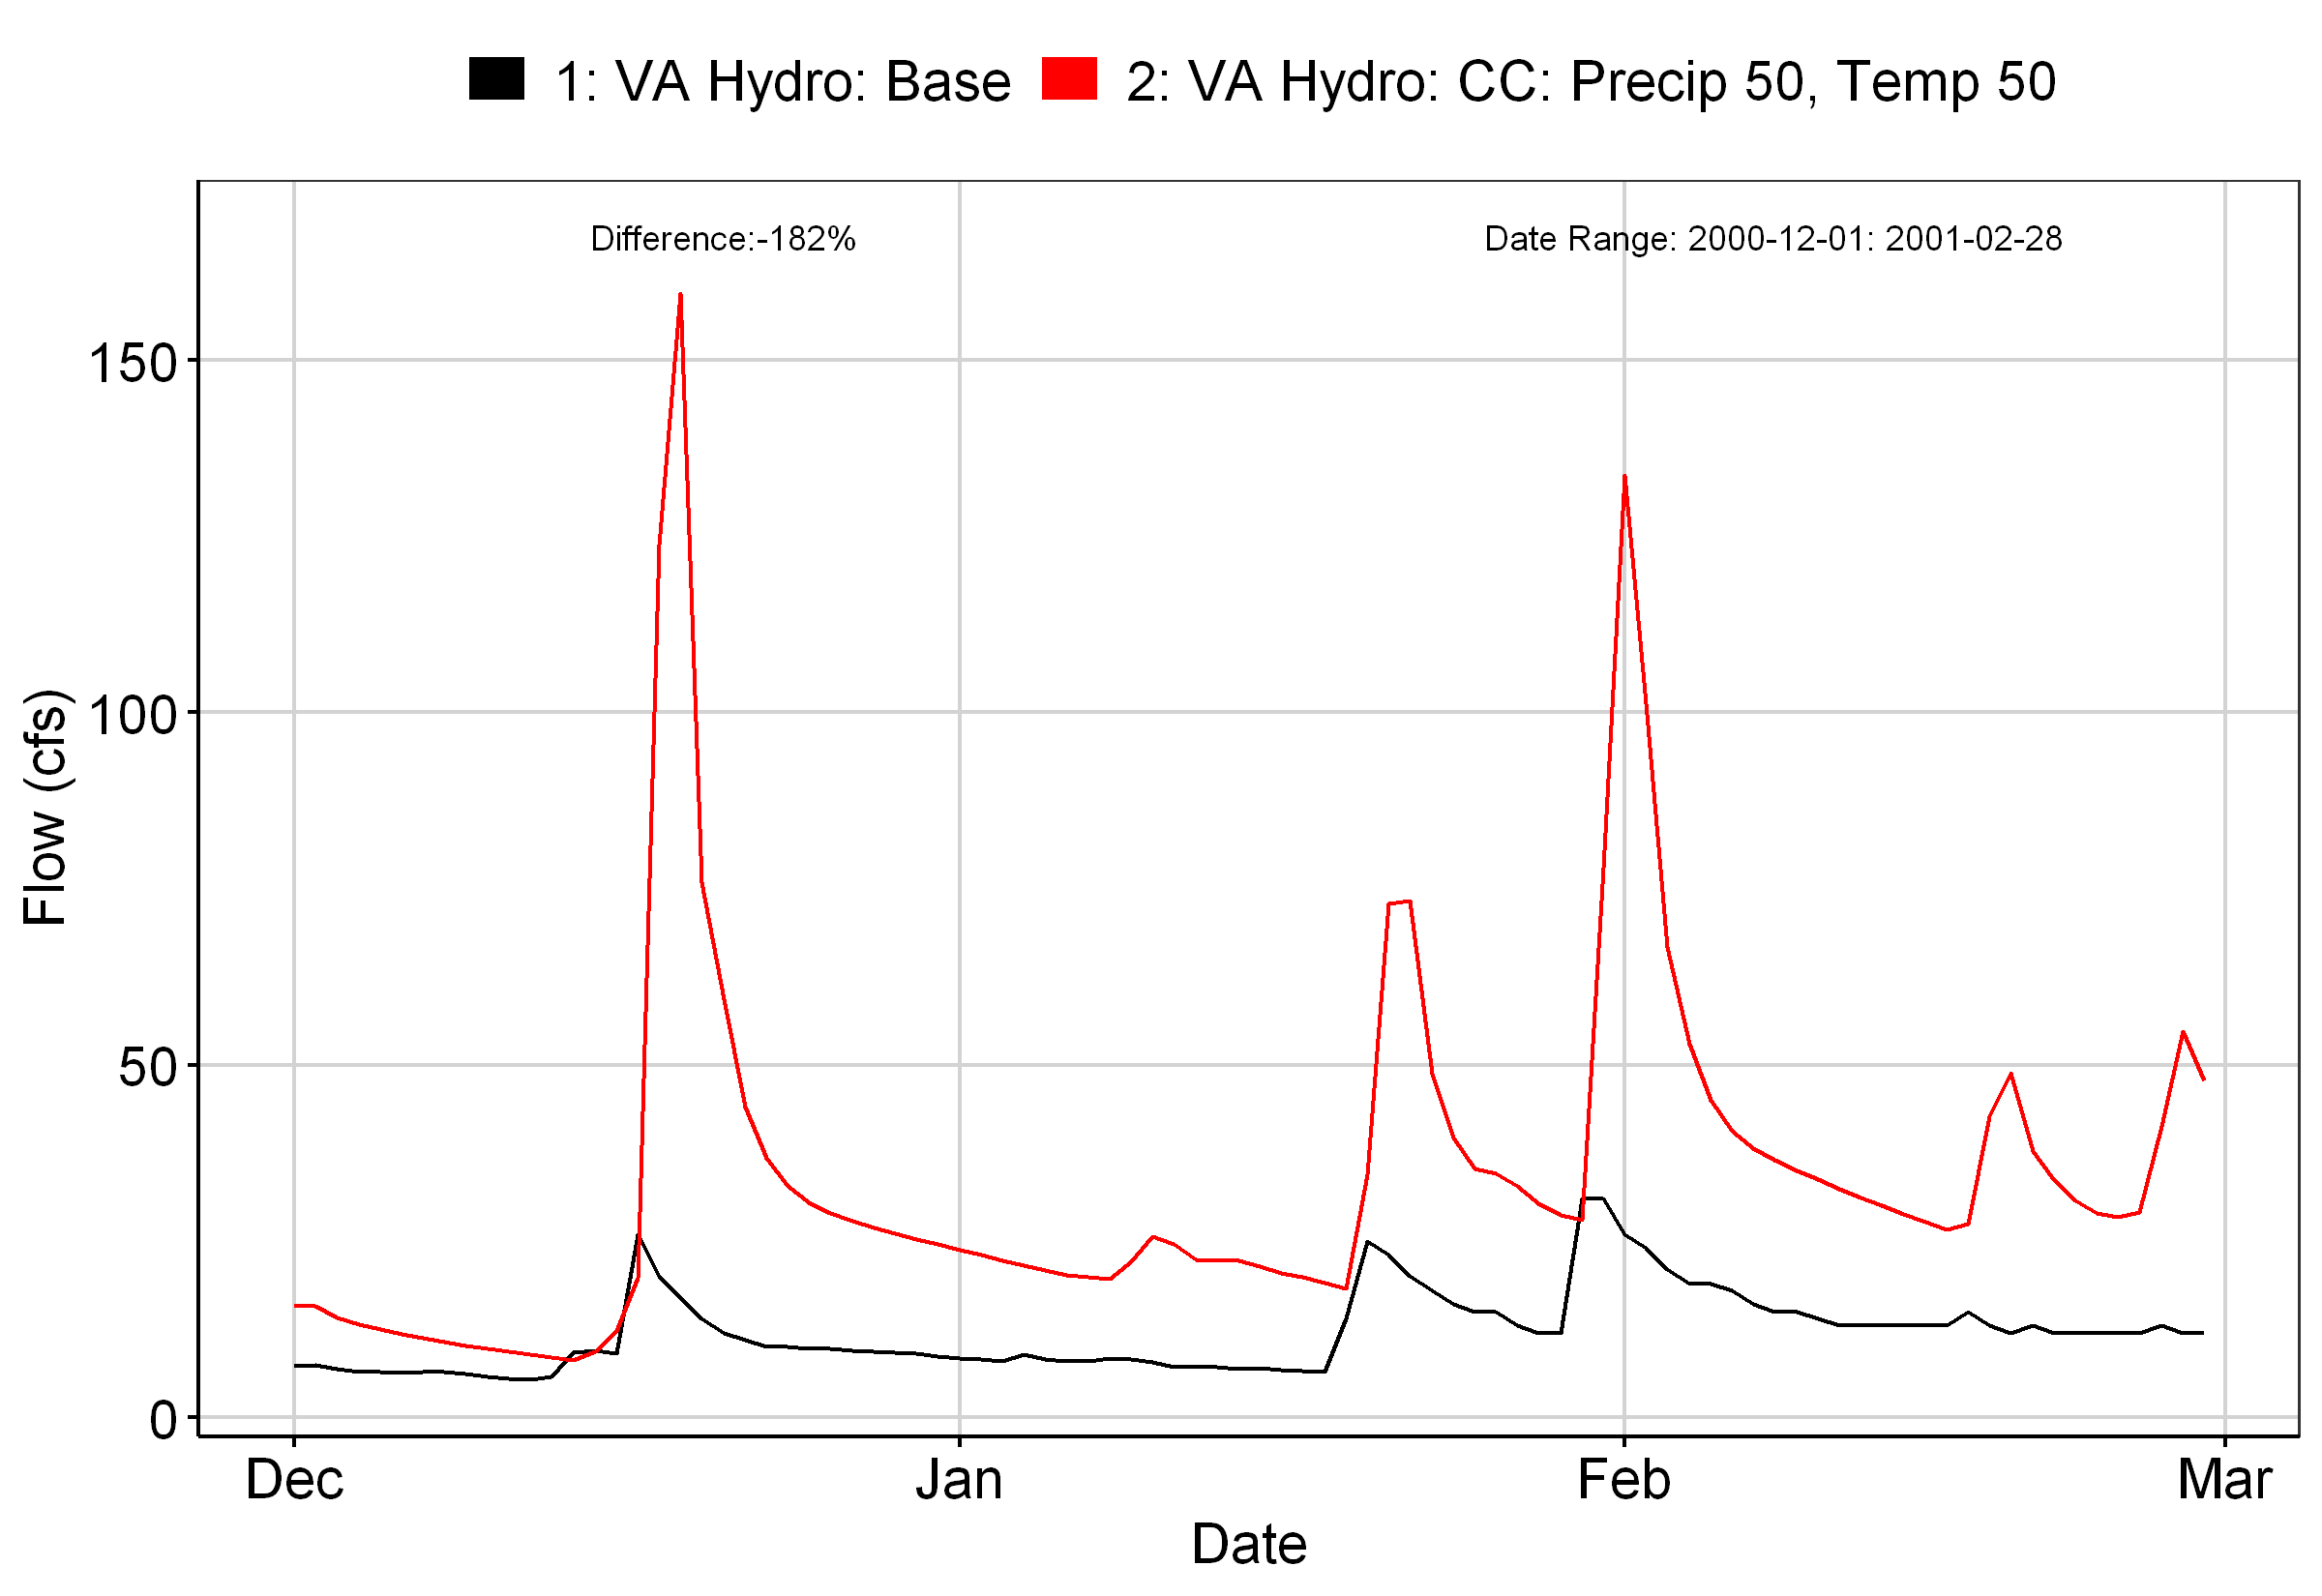 1: VA Hydro: Base 2: VA Hydro: CC: Precip 50, Temp 50
Difference:-182% Date Range: 2000-12-01: 2001-02-28
150
100
50
0
Flow (cfs)
Dec Jan Feb Mar
Date